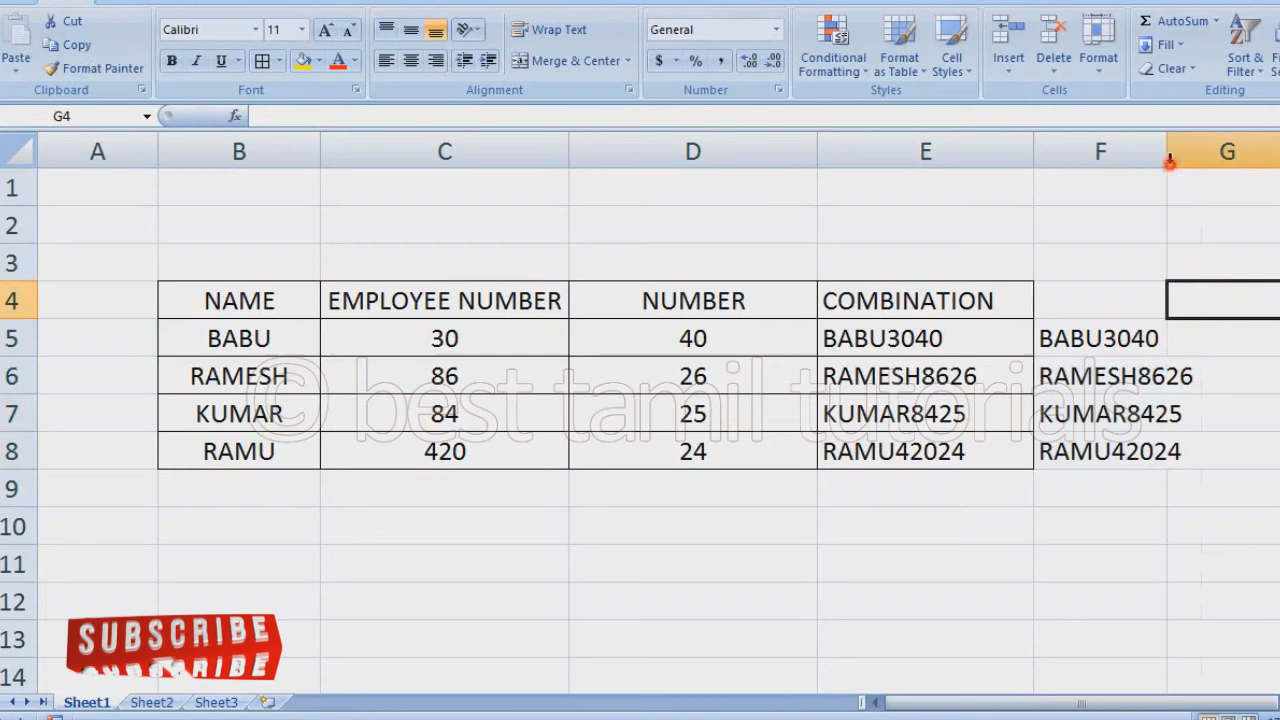 Cut
Copy
Paste
Format Painter
Clipboard
Calibri 11
B I U A
Font
Wrap Text
Merge & Center
Alignment
General
$ % ,
Number
Conditional Formatting
Format as Table
Cell Styles
Styles
Insert Delete Format
Cells
Σ AutoSum
Fill
Clear
Sort &
Filter
Editing
G4 fx
A B C D E F G
1
2
3
4 NAME EMPLOYEE NUMBER NUMBER COMBINATION
5 BABU 30 40 BABU3040 BABU3040
6 RAMESH 86 26 RAMESH8626 RAMESH8626
7 KUMAR 84 25 KUMAR8425 KUMAR8425
8 RAMU 420 24 RAMU42024 RAMU42024
© best tamil tutorials
9
10
11
12
13
14
SUBSCRIBE
Sheet1 Sheet2 Sheet3